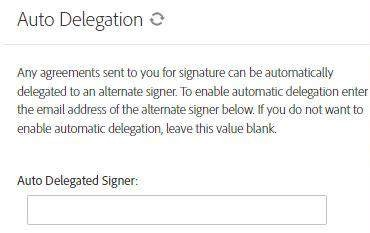 Auto Delegation
Any agreements sent to you for signature can be automatically
delegated to an alternate signer. To enable automatic delegation enter
the email address of the alternate signer below. If you do not want to
enable automatic delegation, leave this value blank.
Auto Delegated Signer: